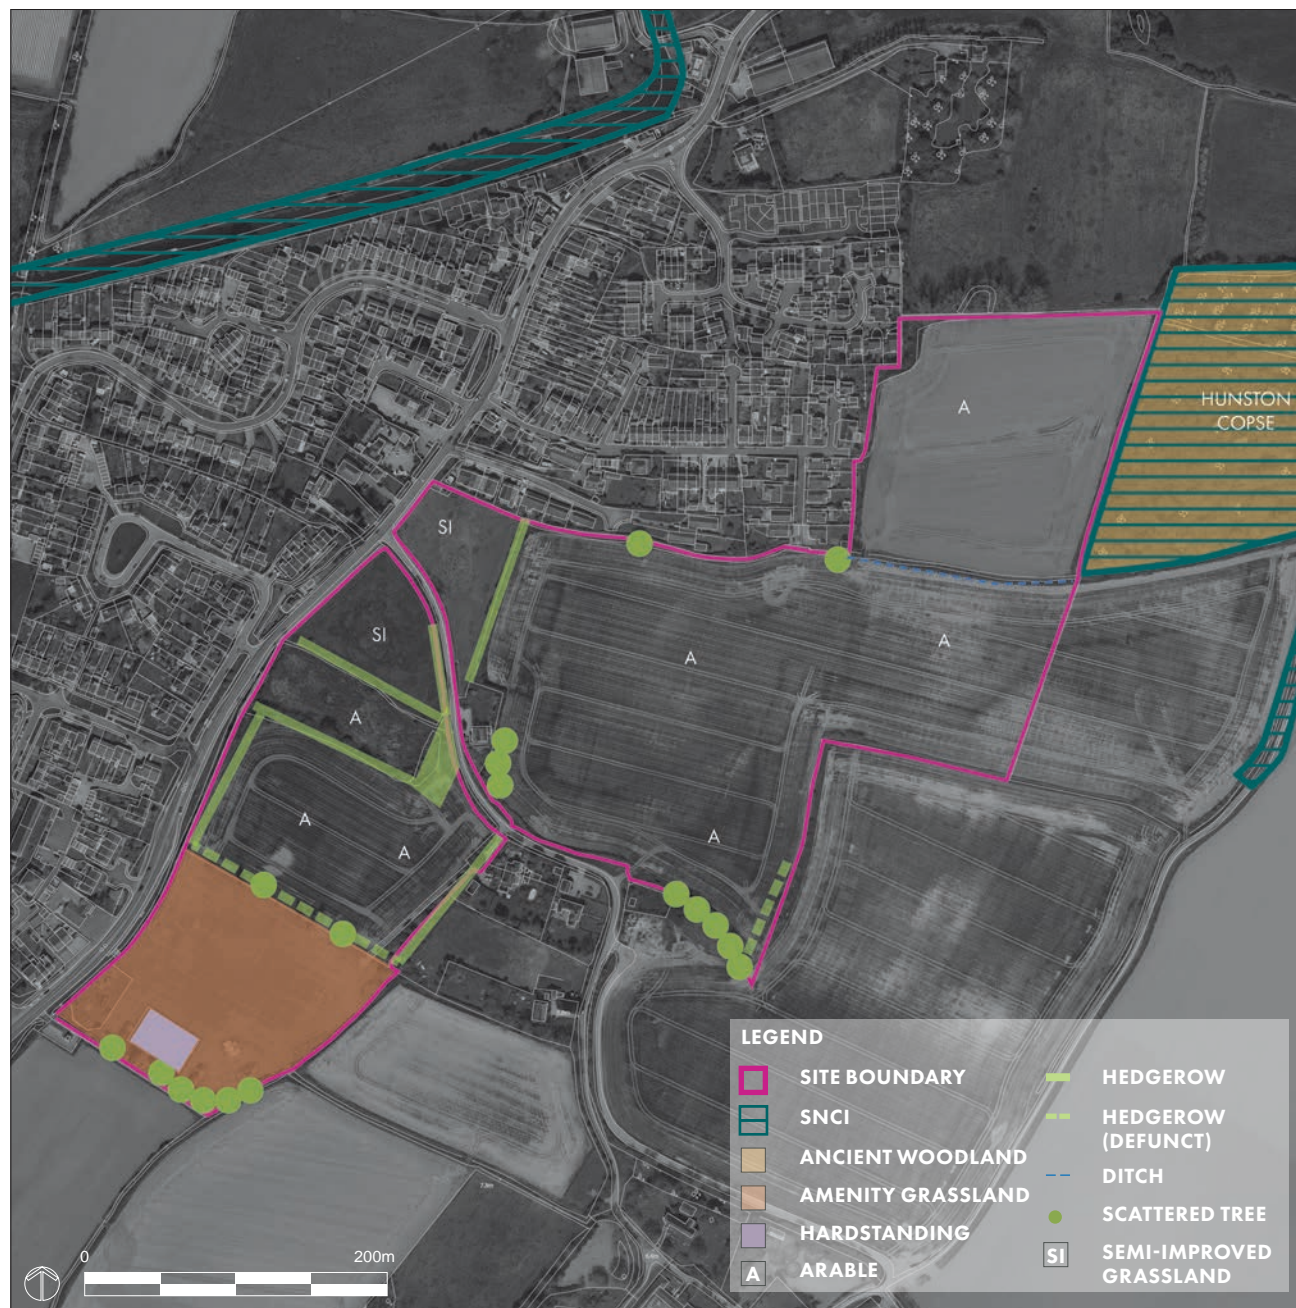 HUNSTON
COPSE
A
SI
SI
A
A
A
A
A
A
LEGEND
SITE BOUNDARY
SNCI
ANCIENT WOODLAND
AMENITY GRASSLAND
HARDSTANDING
A ARABLE
HEDGEROW
HEDGEROW
(DEFUNCT)
DITCH
SCATTERED TREE
SI SEMI-IMPROVED
GRASSLAND
0 200m